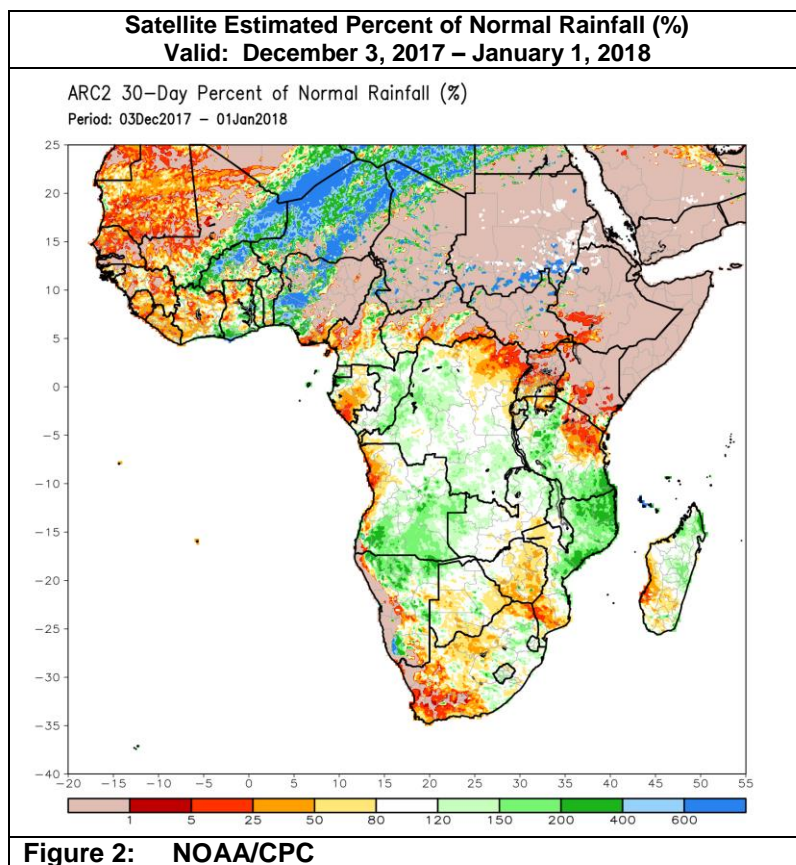 Satellite Estimated Percent of Normal Rainfall (%)
Valid: December 3, 2017 – January 1, 2018
ARC2 30-Day Percent of Normal Rainfall (%)
Period: 03Dec2017 – 01Jan2018
25
20
15
10
5
0
-5
-10
-15
-20
-25
-30
-35
-40
-20 -15 -10 -5 0 5 10 15 20 25 30 35 40 45 50 55
1 5 25 50 80 120 150 200 400 600
Figure 2: NOAA/CPC